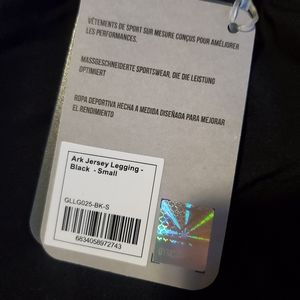 VÊTEMENTS DE SPORT SUR MESURE CONÇUS POUR AMÉLIORER
LES PERFORMANCES.
MASSGESCHNEIDERTE SPORTSWEAR, DIE DIE LEISTUNG
OPTIMIERT
ROPA DEPORTIVA HECHA A MEDIDA DISEÑADA PARA MEJORAR
EL RENDIMIENTO
Ark Jersey Legging -
Black - Small
GLLG025-BK-S
6834058972743